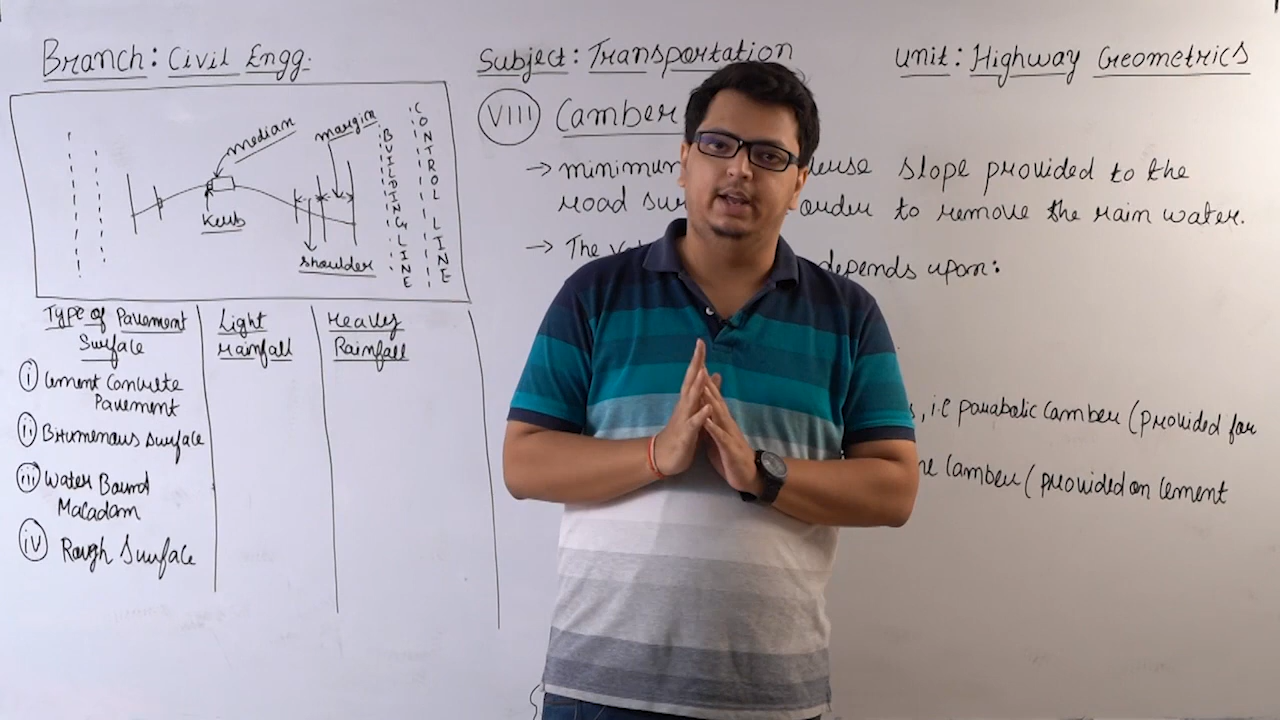 Branch: Civil Engg.
Subject: Transportation
Unit: Highway Geometrics
median
margin
Kerb
shoulder
BUILDING LINE
CONTROL LINE
VIII Camber
→ minimum slope provided to the
road order to remove the rain water.
→ The depends upon:
i.e parabolic camber (provided for
camber (provided on cement
Type of Pavement Surface
Light rainfall
Heavy Rainfall
i Cement Concrete
Pavement
ii Bitumenous surface
iii Water Bound
Macadam
iv Rough Surface